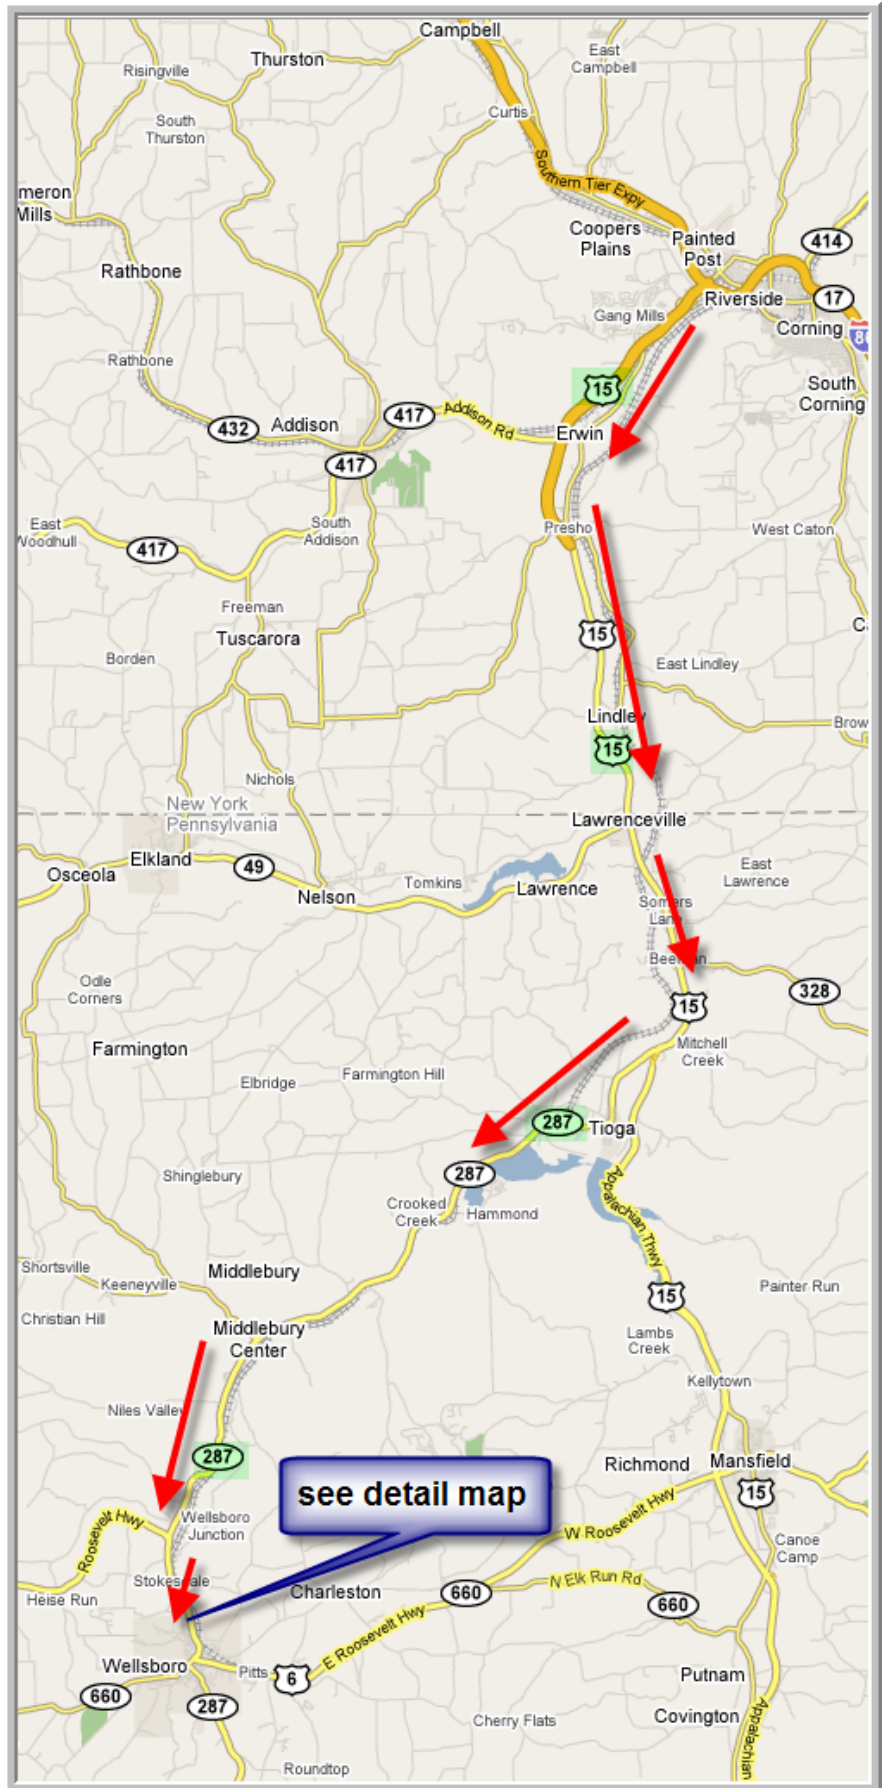 Campbell
Thurston
East
Campbell
Risingville
Curtis
South
Thurston
Southern Tier Expy
meron
Mills
Coopers
Plains
Painted
Post
414
Rathbone
Riverside
17
Gang Mills
Corning
Rathbone
15
South
Corning
417
Addison Rd
432
Addison
Erwin
417
East
Woodhull
South
Addison
Presho
West Caton
417
Freeman
Tuscarora
15
Borden
East Lindley
Lindley
Brow
15
Nichols
New York
Pennsylvania
Lawrenceville
Elkland
49
East
Lawrence
Osceola
Tomkins
Nelson
Lawrence
Somers
Lane
Odle
Corners
328
15
Farmington
Mitchell
Creek
Elbridge
Farmington Hill
287
Tioga
Shinglebury
287
Appalachian Thwy
Crooked
Creek
Hammond
Shortsville
Middlebury
Keeneyville
Painter Run
15
Christian Hill
Middlebury
Center
Lambs
Creek
Kellytown
Niles Valley
287
Richmond
Mansfield
see detail map
15
W Roosevelt Hwy
Roosevelt Hwy
Wellsboro
Junction
Canoe
Camp
Stokesdale
N Elk Run Rd
Heise Run
Charleston
660
660
E Roosevelt Hwy
Wellsboro
Pitts
6
Putnam
660
287
Covington
Cherry Flats
Appalachian
Roundtop